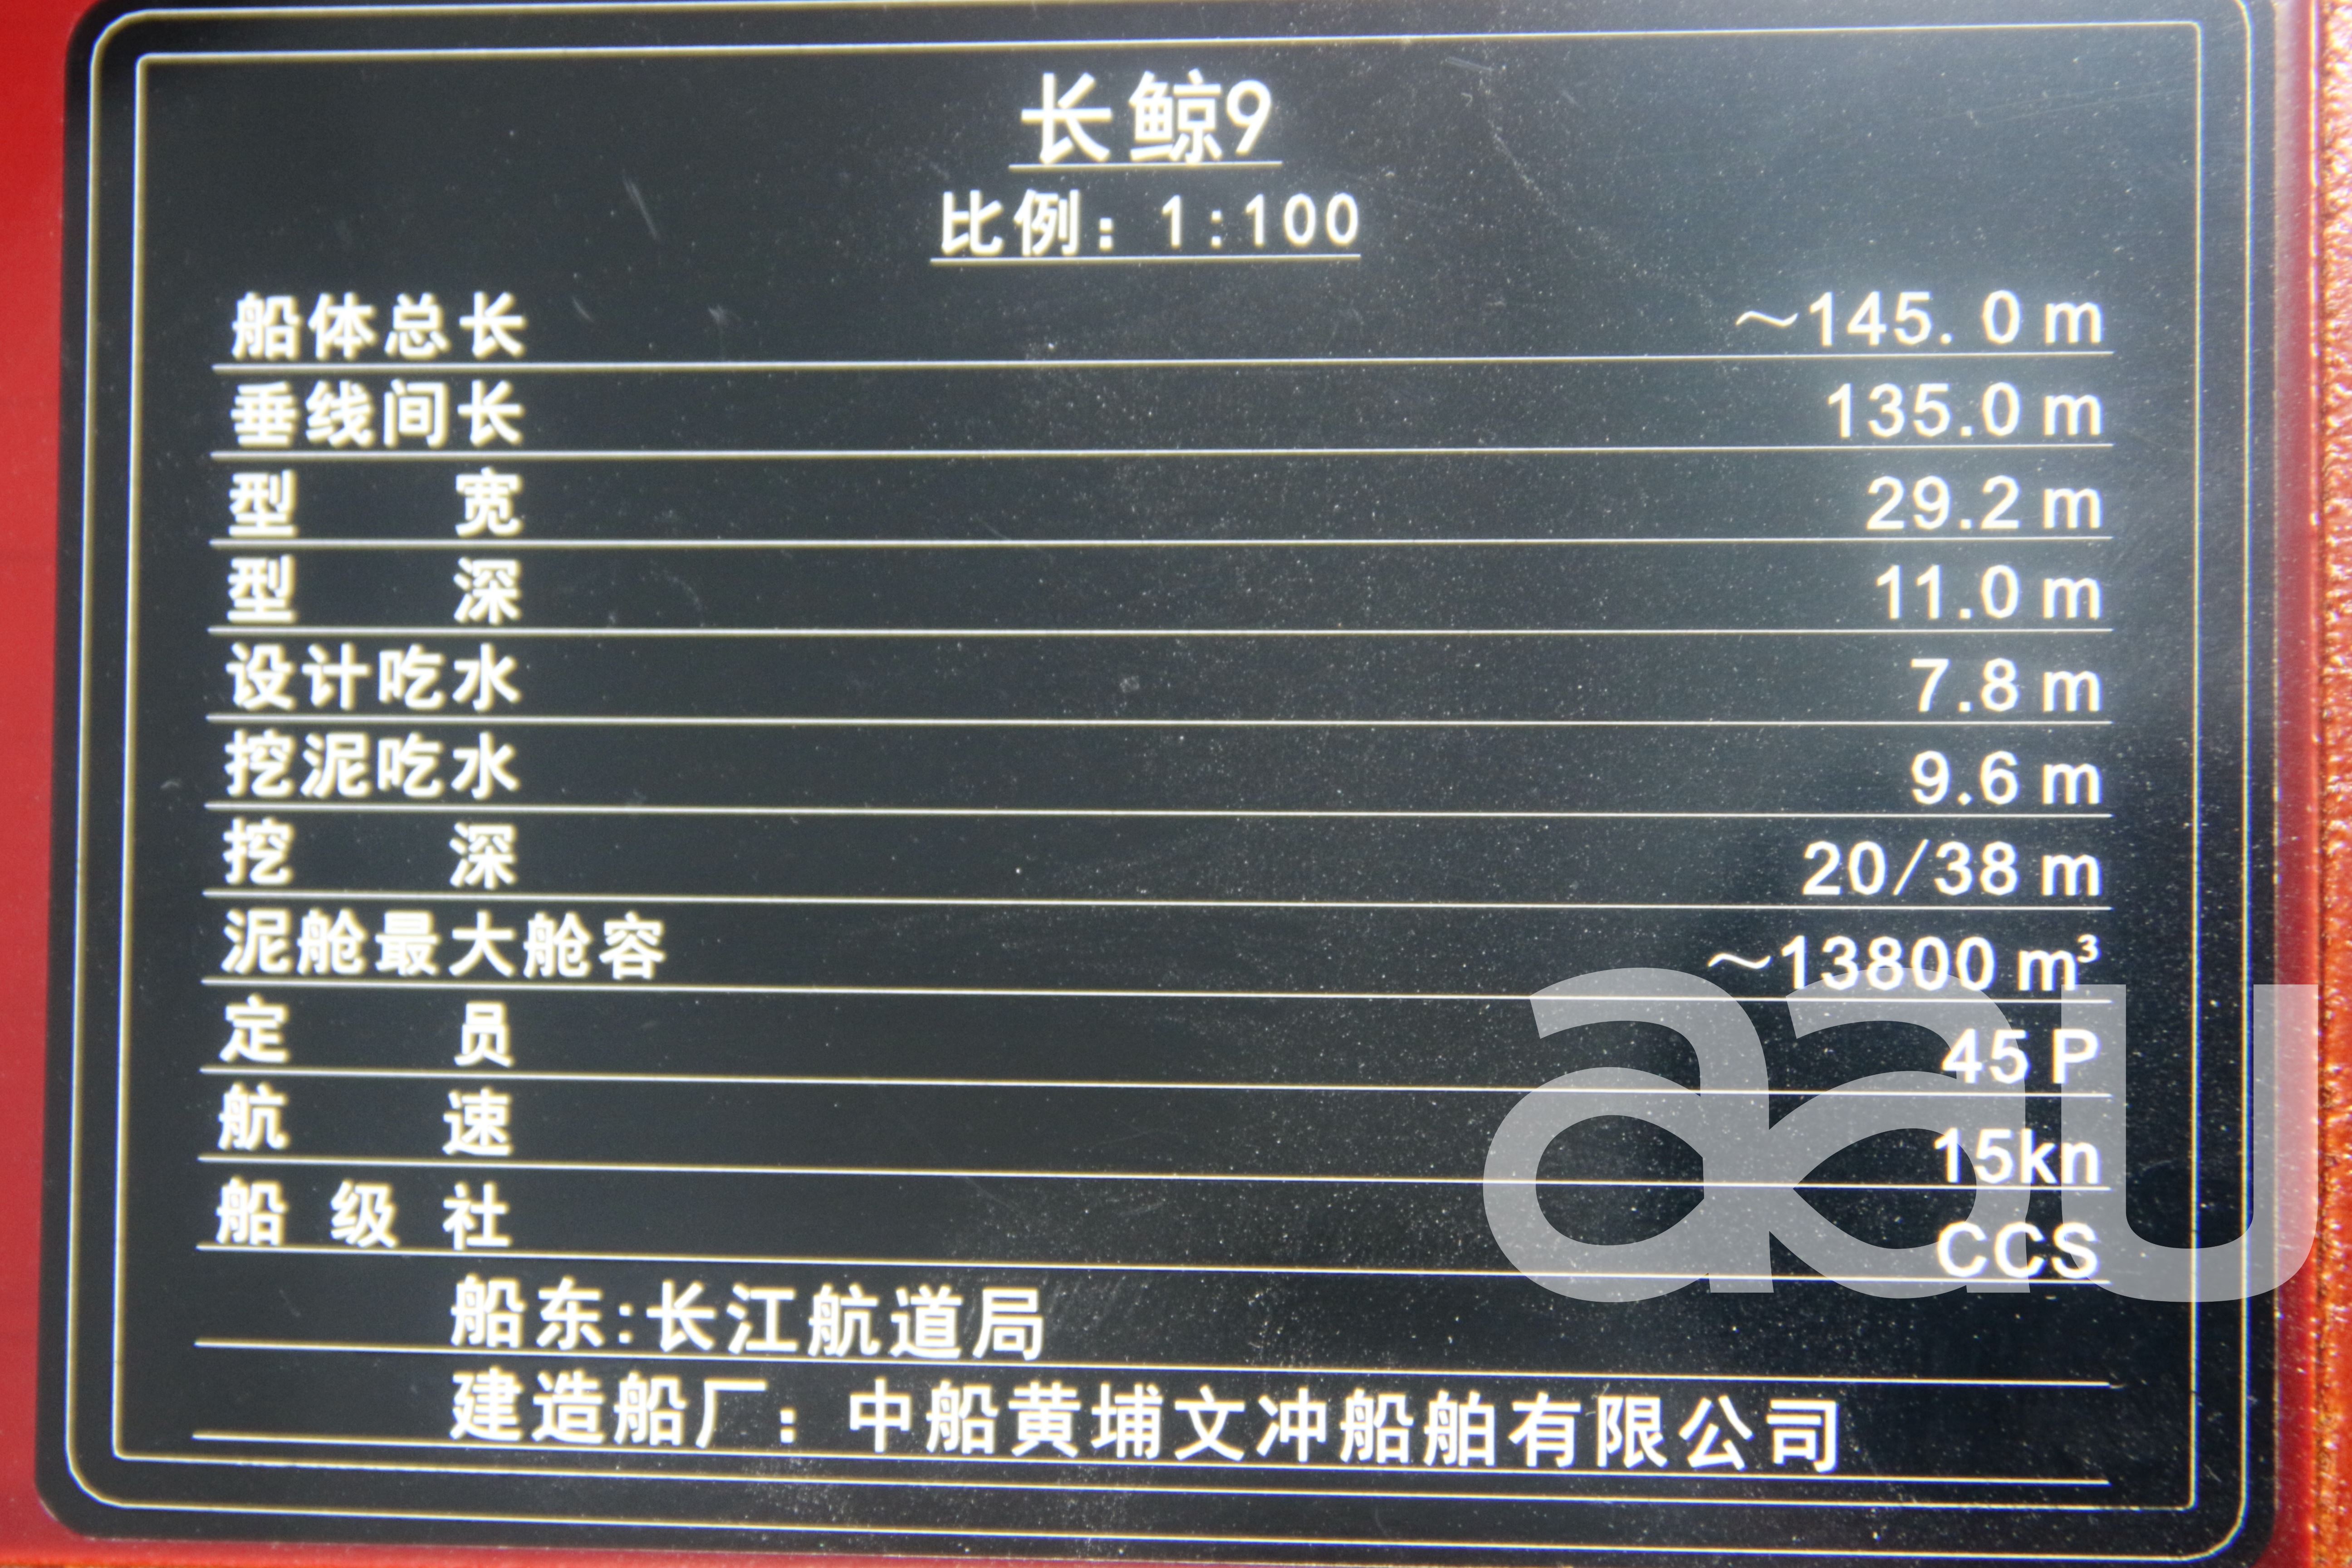 长鲸9
比例：1:100
船体总长 ～145.0 m
垂线间长 135.0 m
型宽 29.2 m
型深 11.0 m
设计吃水 7.8 m
挖泥吃水 9.6 m
挖深 20/38 m
泥舱最大舱容 ～13800 m³
定员 45 P
航速 15kn
船级社 CCS
船东:长江航道局
建造船厂：中船黄埔文冲船舶有限公司
aau